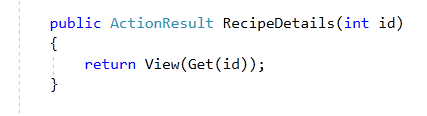 public ActionResult RecipeDetails(int id)
{
return View(Get(id));
}